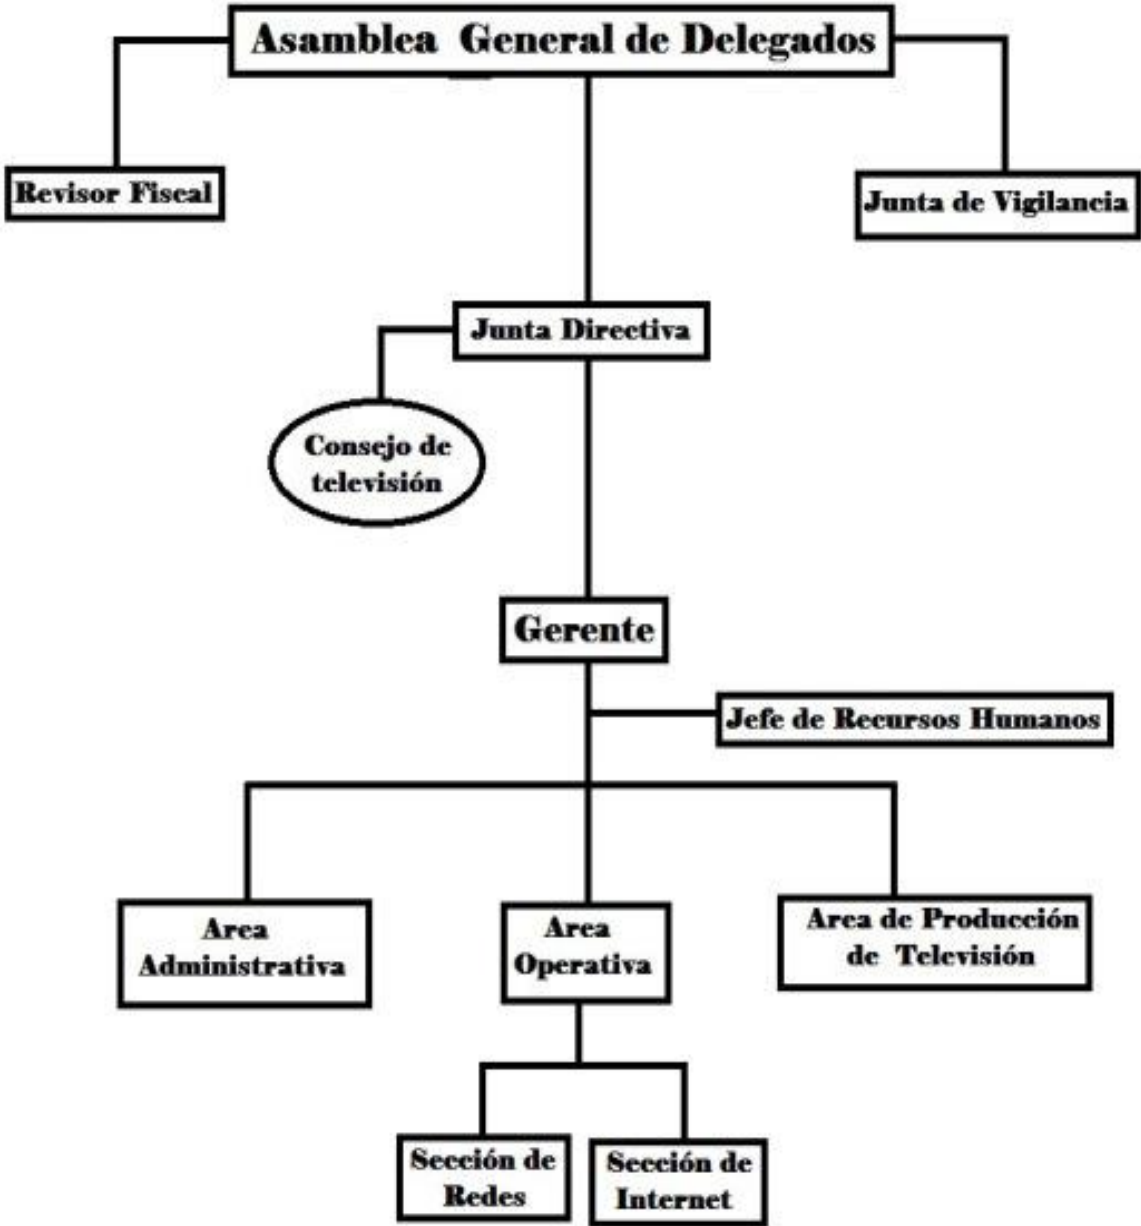 Asamblea General de Delegados
Revisor Fiscal
Junta de Vigilancia
Junta Directiva
Consejo de
televisión
Gerente
Jefe de Recursos Humanos
Area
Administrativa
Area
Operativa
Area de Producción
de Televisión
Sección de
Redes
Sección de
Internet